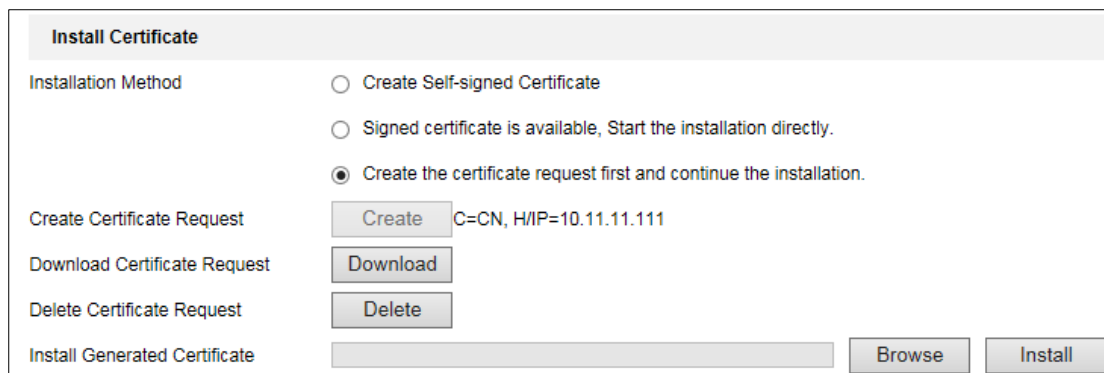 Install Certificate
Installation Method
Create Self-signed Certificate
Signed certificate is available, Start the installation directly.
Create the certificate request first and continue the installation.
Create Certificate Request Create C=CN, H/IP=10.11.11.111
Download Certificate Request Download
Delete Certificate Request Delete
Install Generated Certificate Browse Install